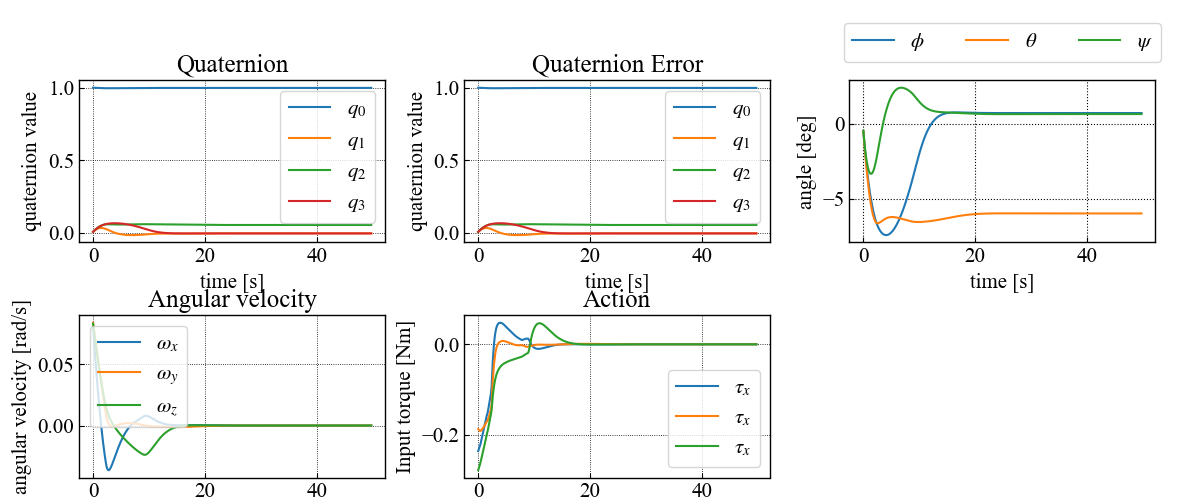 ϕ θ ψ
Quaternion
quaternion value
1.0
0.5
0.0
q0
q1
q2
q3
0 20 40
time [s]
Quaternion Error
quaternion value
1.0
0.5
0.0
q0
q1
q2
q3
0 20 40
time [s]
angle [deg]
0
−5
0 20 40
time [s]
Angular velocity
angular velocity [rad/s]
0.05
0.00
ωx
ωy
ωz
0 20 40
Action
Input torque [Nm]
0.0
−0.2
τx
τx
τx
0 20 40